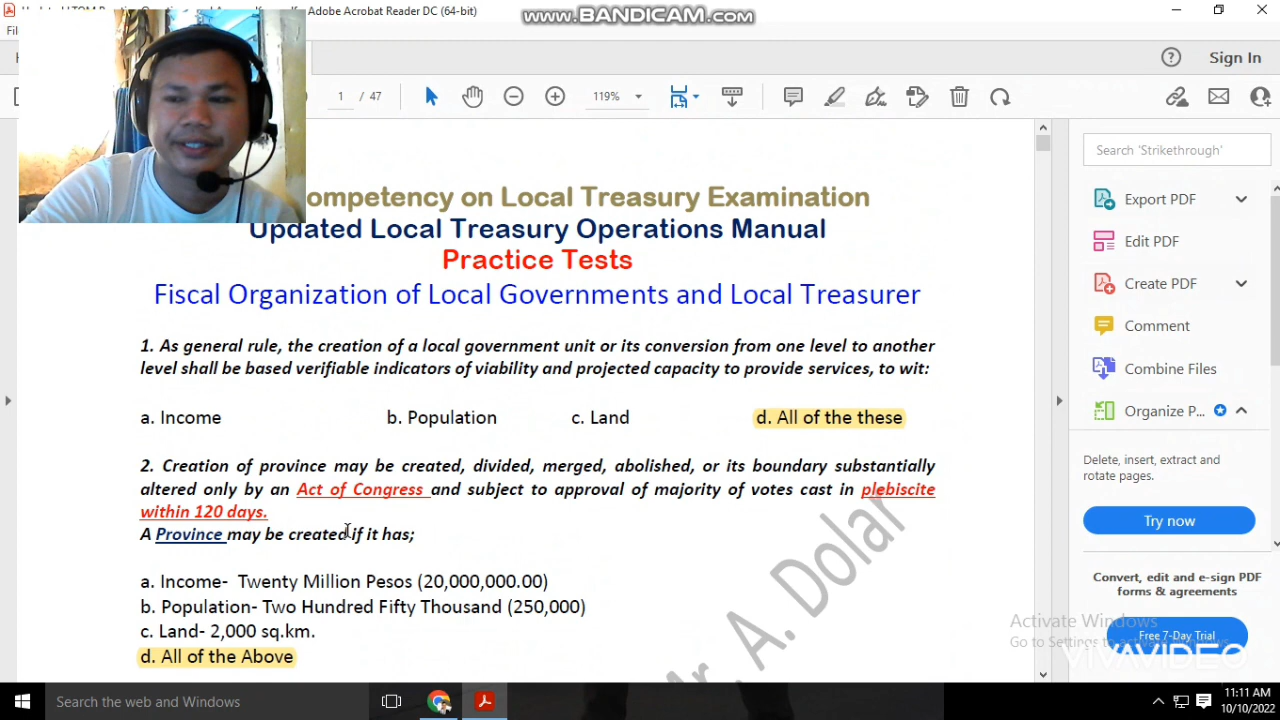 Adobe Acrobat Reader DC (64-bit)
www.BANDICAM.com
Sign In
1 / 47
119%
Search 'Strikethrough'
ompetency on Local Treasury Examination
Updated Local Treasury Operations Manual
Practice Tests
Fiscal Organization of Local Governments and Local Treasurer
1. As general rule, the creation of a local government unit or its conversion from one level to another
level shall be based verifiable indicators of viability and projected capacity to provide services, to wit:
a. Income b. Population c. Land d. All of the these
2. Creation of province may be created, divided, merged, abolished, or its boundary substantially
altered only by an Act of Congress and subject to approval of majority of votes cast in plebiscite
within 120 days.
A Province may be created if it has;
a. Income- Twenty Million Pesos (20,000,000.00)
b. Population- Two Hundred Fifty Thousand (250,000)
c. Land- 2,000 sq.km.
d. All of the Above
Mr. A. Dolar
Export PDF
Edit PDF
Create PDF
Comment
Combine Files
Organize P...
Delete, insert, extract and
rotate pages.
Try now
Convert, edit and e-sign PDF
forms & agreements
Activate Windows
Go to Settings to activate Windows.
Free 7-Day Trial
VIVAVIDEO
Search the web and Windows
11:11 AM
10/10/2022